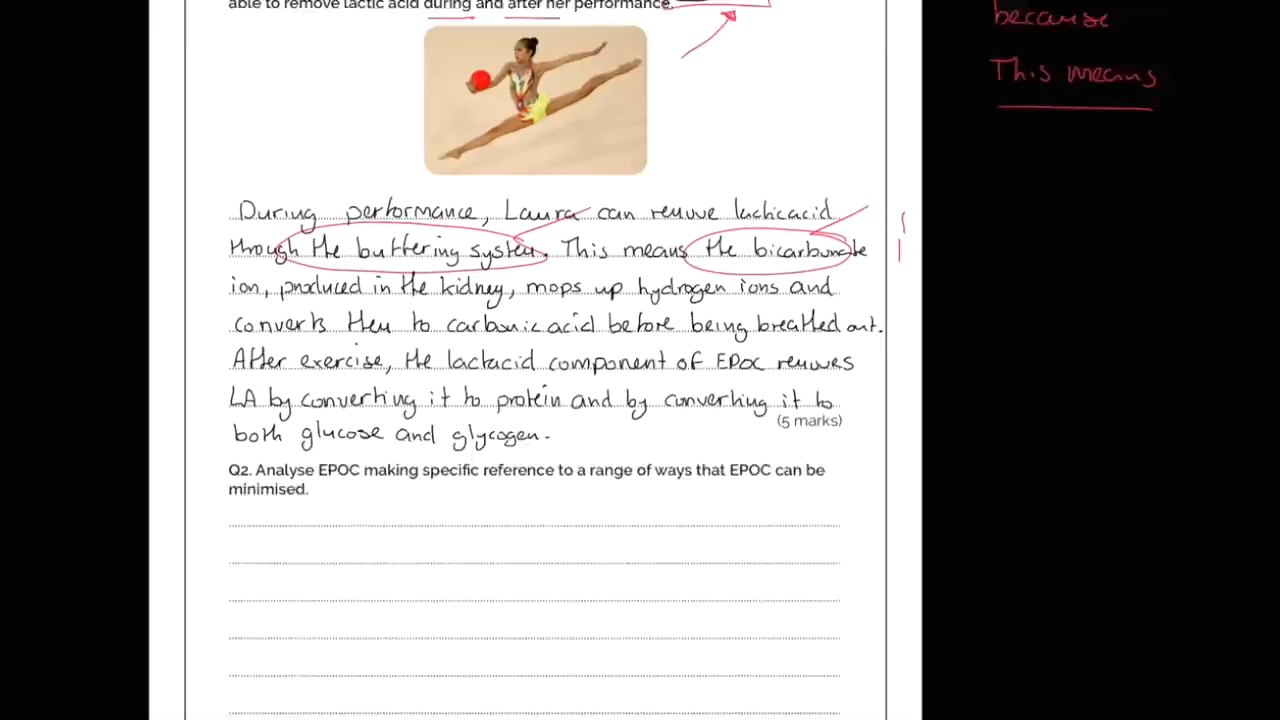 able to remove lactic acid during and after her performance.
because
This means
During performance, Laura can remove lactic acid
through the buffering system. This means the bicarbonate
ion, produced in the kidney, mops up hydrogen ions and
converts them to carbonic acid before being breathed out.
After exercise, the lactacid component of EPOC removes
LA by converting it to protein and by converting it to
(5 marks)
both glucose and glycogen.
Q2. Analyse EPOC making specific reference to a range of ways that EPOC can be
minimised.